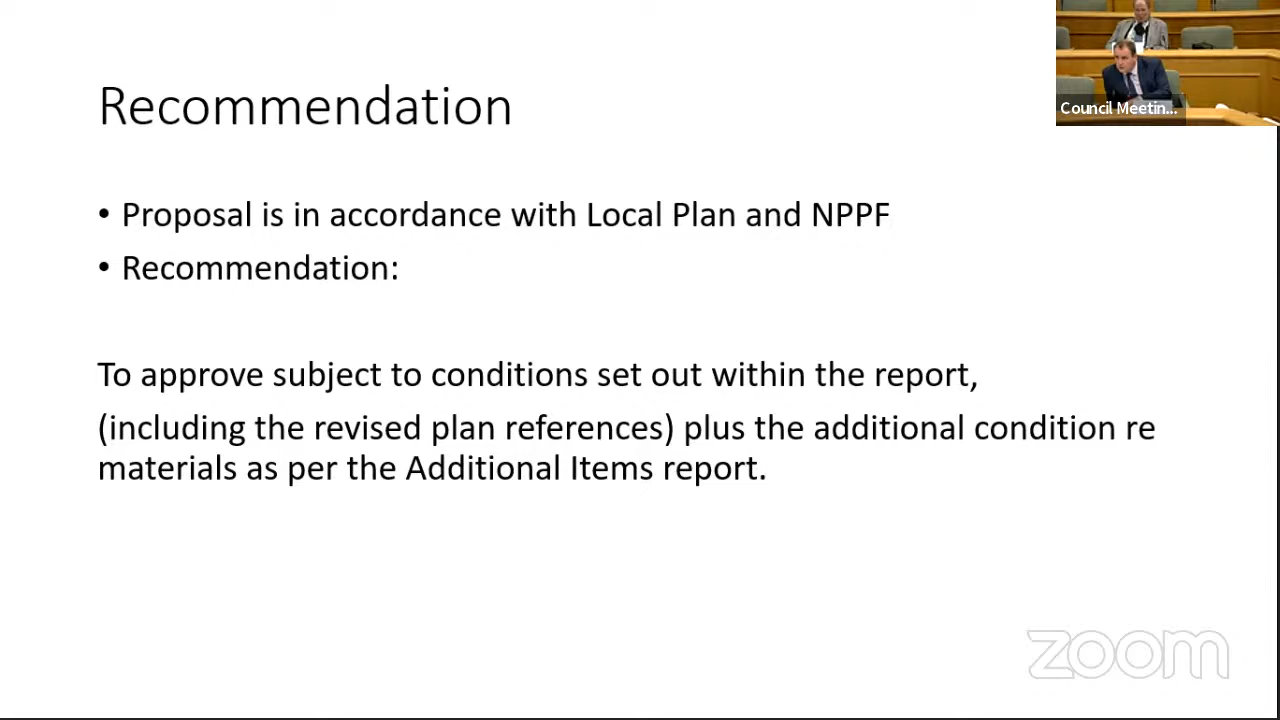 Council Meetin...
Recommendation
• Proposal is in accordance with Local Plan and NPPF
• Recommendation:
To approve subject to conditions set out within the report,
(including the revised plan references) plus the additional condition re
materials as per the Additional Items report.
zoom